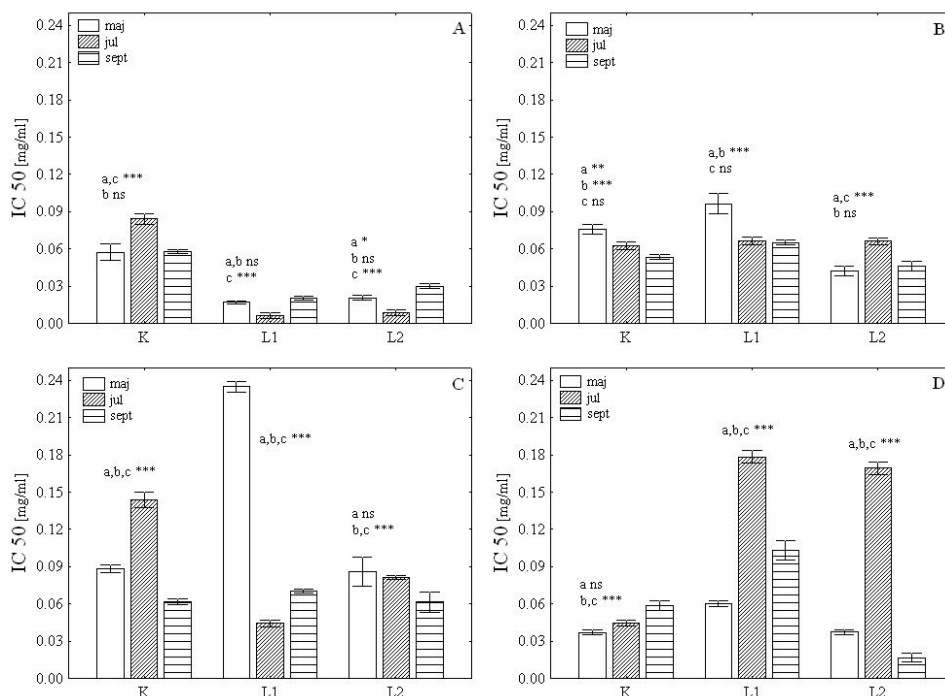 A
maj
jul
sept
IC 50 [mg/ml]
0.24
0.21
0.18
0.15
0.12
0.09
0.06
0.03
0.00
a,c ***
b ns
a,b ns
c ***
a *
b ns
c ***
K L1 L2
B
maj
jul
sept
IC 50 [mg/ml]
0.24
0.21
0.18
0.15
0.12
0.09
0.06
0.03
0.00
a **
b ***
c ns
a,b ***
c ns
a,c ***
b ns
K L1 L2
C
maj
jul
sept
IC 50 [mg/ml]
0.24
0.21
0.18
0.15
0.12
0.09
0.06
0.03
0.00
a,b,c ***
a,b,c ***
a ns
b,c ***
K L1 L2
D
maj
jul
sept
IC 50 [mg/ml]
0.24
0.21
0.18
0.15
0.12
0.09
0.06
0.03
0.00
a ns
b,c ***
a,b,c ***
a,b,c ***
K L1 L2